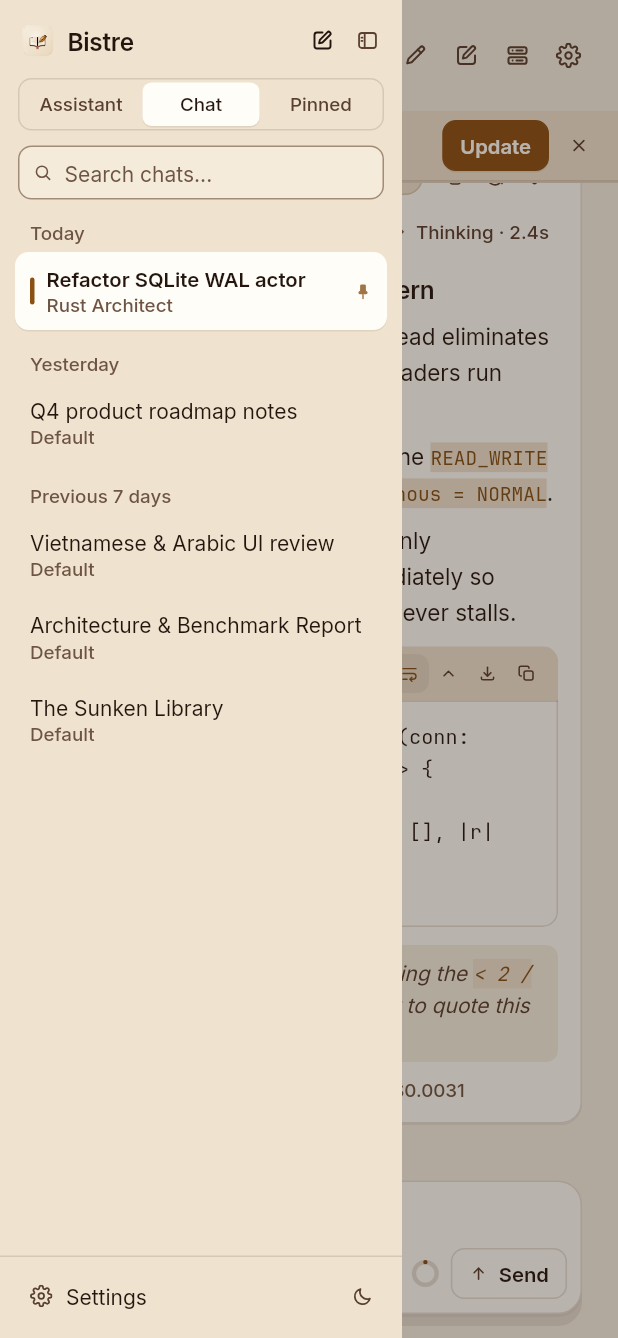 Bistre
Assistant
Chat
Pinned
Search chats...
Today
Refactor SQLite WAL actor
Rust Architect
Yesterday
Q4 product roadmap notes
Default
Previous 7 days
Vietnamese & Arabic UI review
Default
Architecture & Benchmark Report
Default
The Sunken Library
Default
Settings
Update
Thinking · 2.4s
ern
ead eliminates
aders run
ne READ_WRITE
nous = NORMAL.
nly
diately so
ever stalls.
(conn:
> {
[], |r|
ing the < 2 /
to quote this
0.0031
Send